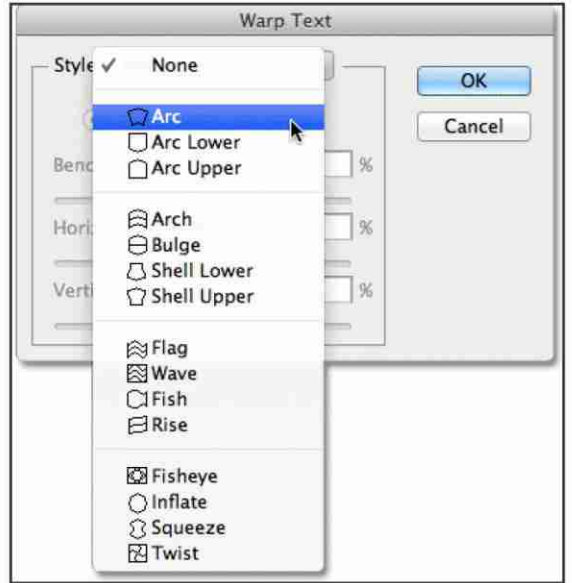 Warp Text
Style ✓ None
OK
Arc
Cancel
Arc Lower
Arc Upper
%
Arch
%
Bulge
Shell Lower
Shell Upper
%
Flag
Wave
Fish
Rise
Fisheye
Inflate
Squeeze
Twist